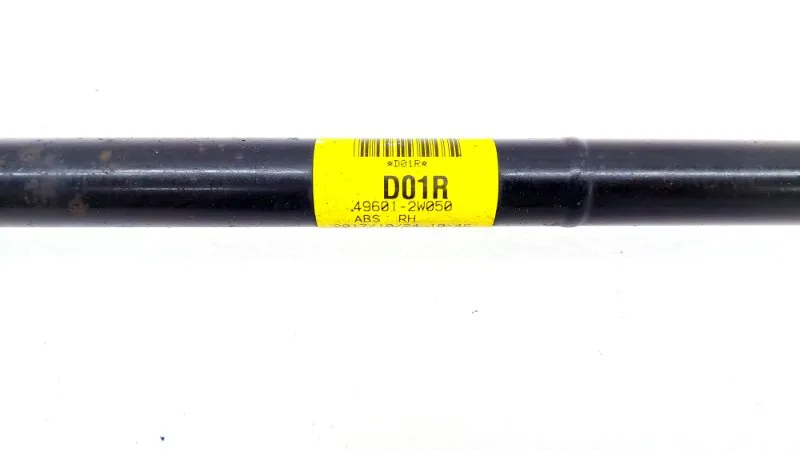 *D01R*
D01R
49601-2W050
ABS : RH